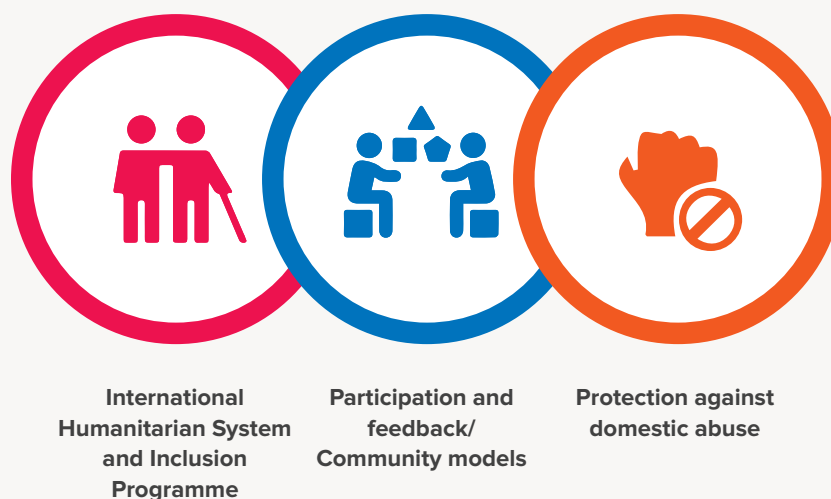 International
Humanitarian System
and Inclusion
Programme
Participation and
feedback/
Community models
Protection against
domestic abuse